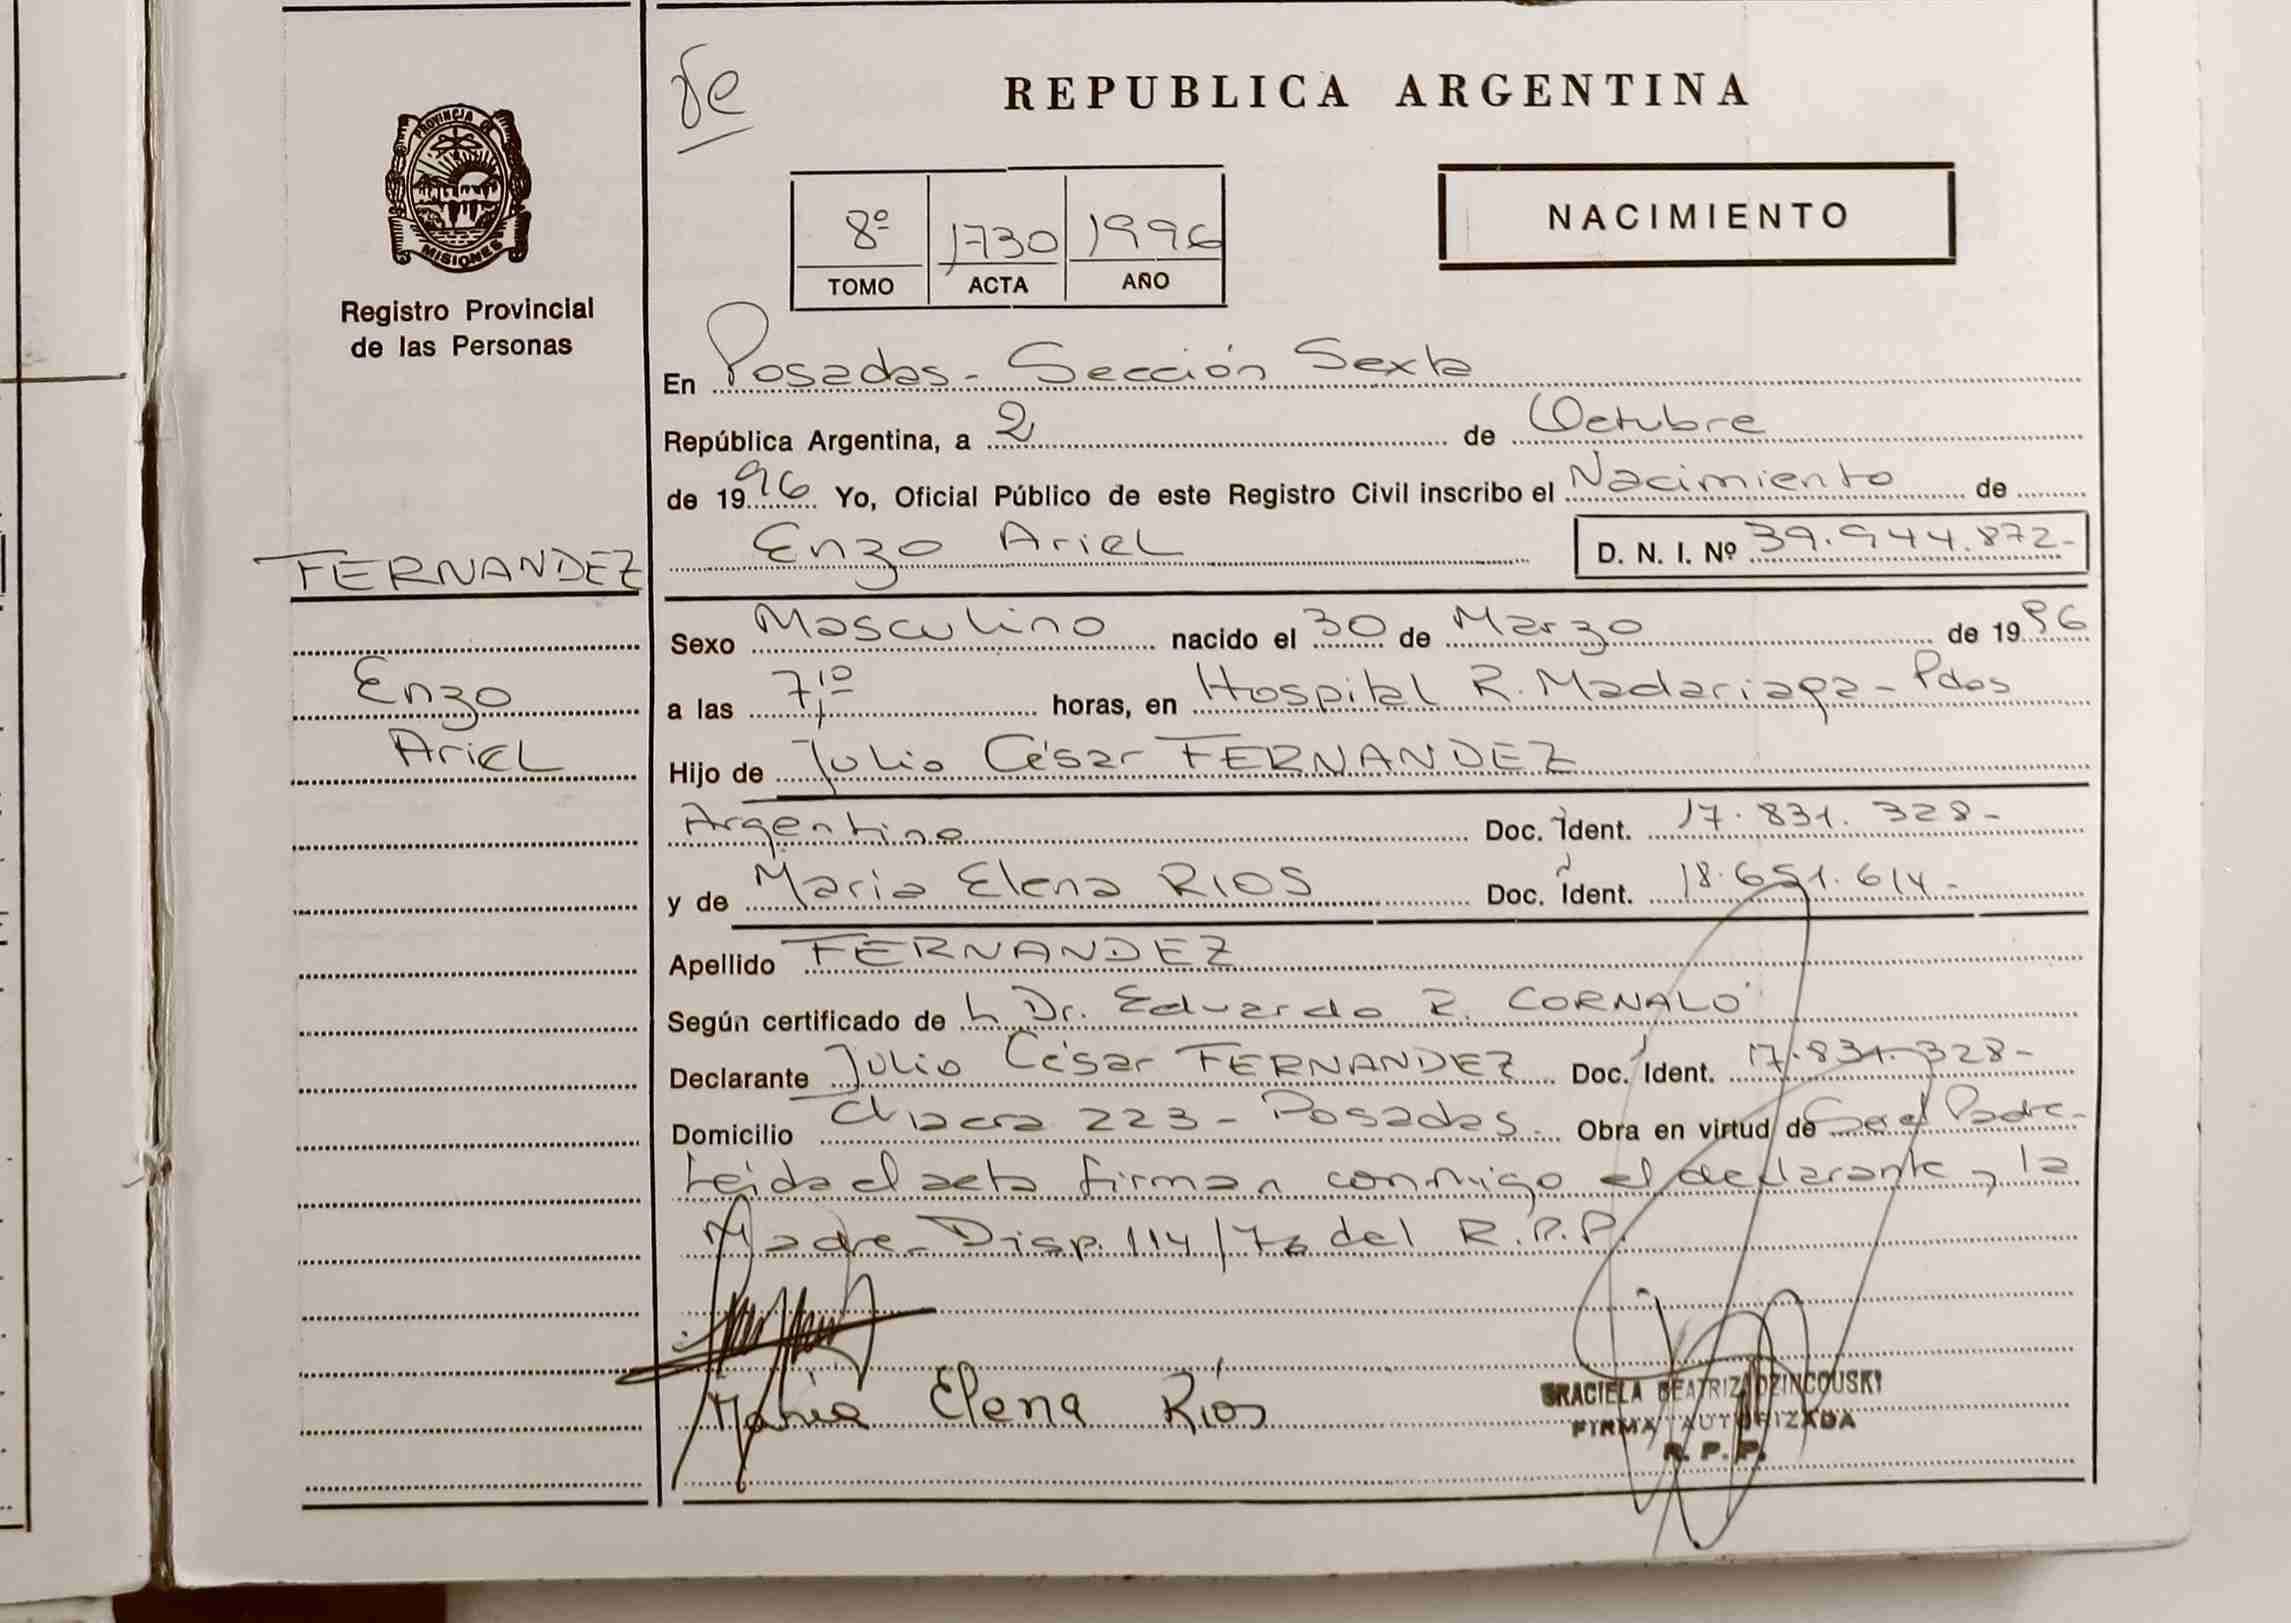 de
REPUBLICA ARGENTINA
PROVINCIA DE
MISIONES
Registro Provincial
de las Personas
8º 1730 1996
TOMO ACTA AÑO
NACIMIENTO
En Posadas - Sección Sexta
República Argentina, a 2 de Octubre
de 1996 Yo, Oficial Público de este Registro Civil inscribo el Nacimiento de
FERNANDEZ
Enzo
Ariel
Enzo Ariel D. N. I. Nº 39.944.872-
Sexo Masculino nacido el 30 de Marzo de 1996
a las 7,10 horas, en Hospital R. Madariaga - Pdas
Hijo de Julio César FERNANDEZ
Argentino Doc. Ident. 17.831.328-
y de Maria Elena RIOS Doc. Ident. 18.651.614-
Apellido FERNANDEZ
Según certificado de Dr. Eduardo R. CORNALO
Declarante Julio César FERNANDEZ Doc. Ident. 17.831.328-
Domicilio Chacra 223 - Posadas. Obra en virtud de Ser el Padre-
Leida el acta firman conmigo el declarante y la
Madre- Disp. 114/ del R.P.P.
Maria Elena Ríos
GRACIELA BEATRIZ DZINCOUSKI
FIRMA AUTORIZADA
R. P. P.